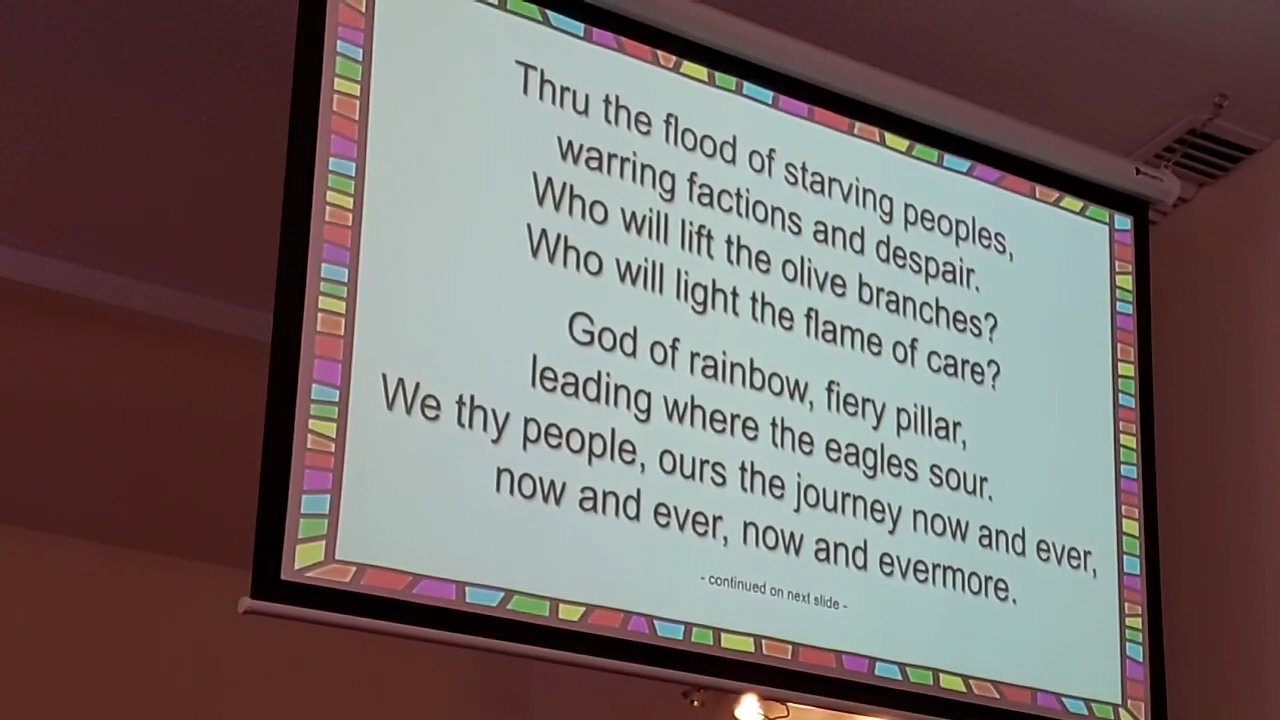 Thru the flood of starving peoples,
warring factions and despair.
Who will lift the olive branches?
Who will light the flame of care?
God of rainbow, fiery pillar,
leading where the eagles sour.
We thy people, ours the journey now and ever,
now and ever, now and evermore.
- continued on next slide -